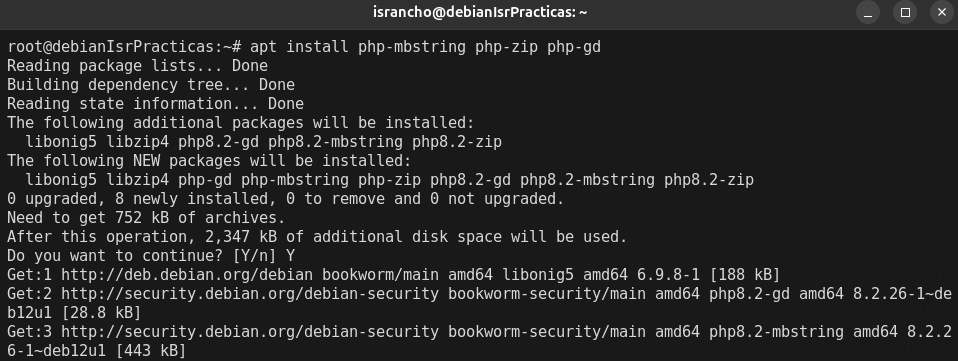 israncho@debianIsrPracticas: ~
root@debianIsrPracticas:~# apt install php-mbstring php-zip php-gd
Reading package lists... Done
Building dependency tree... Done
Reading state information... Done
The following additional packages will be installed:
  libonig5 libzip4 php8.2-gd php8.2-mbstring php8.2-zip
The following NEW packages will be installed:
  libonig5 libzip4 php-gd php-mbstring php-zip php8.2-gd php8.2-mbstring php8.2-zip
0 upgraded, 8 newly installed, 0 to remove and 0 not upgraded.
Need to get 752 kB of archives.
After this operation, 2,347 kB of additional disk space will be used.
Do you want to continue? [Y/n] Y
Get:1 http://deb.debian.org/debian bookworm/main amd64 libonig5 amd64 6.9.8-1 [188 kB]
Get:2 http://security.debian.org/debian-security bookworm-security/main amd64 php8.2-gd amd64 8.2.26-1~de
b12u1 [28.8 kB]
Get:3 http://security.debian.org/debian-security bookworm-security/main amd64 php8.2-mbstring amd64 8.2.2
6-1~deb12u1 [443 kB]